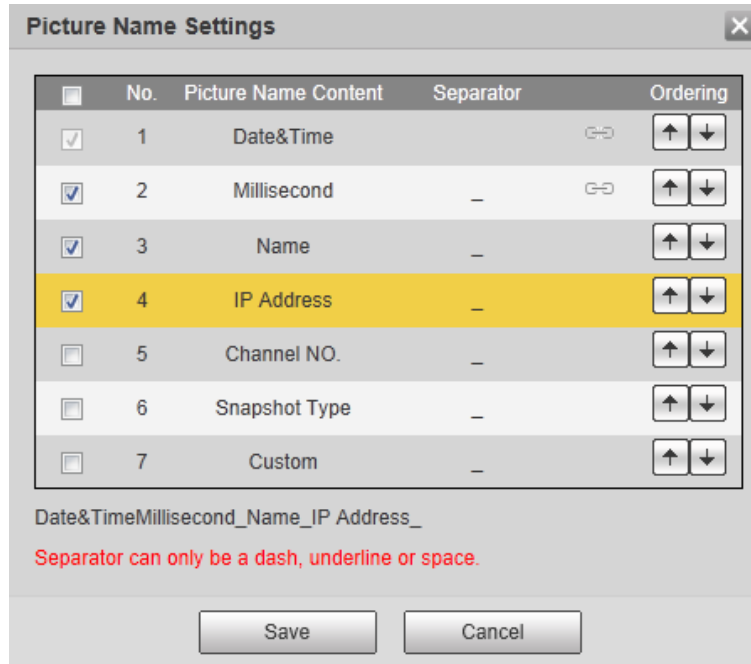 Picture Name Settings
No. Picture Name Content Separator Ordering
1 Date&Time
2 Millisecond _
3 Name _
4 IP Address _
5 Channel NO. _
6 Snapshot Type _
7 Custom _
Date&TimeMillisecond_Name_IP Address_
Separator can only be a dash, underline or space.
Save Cancel